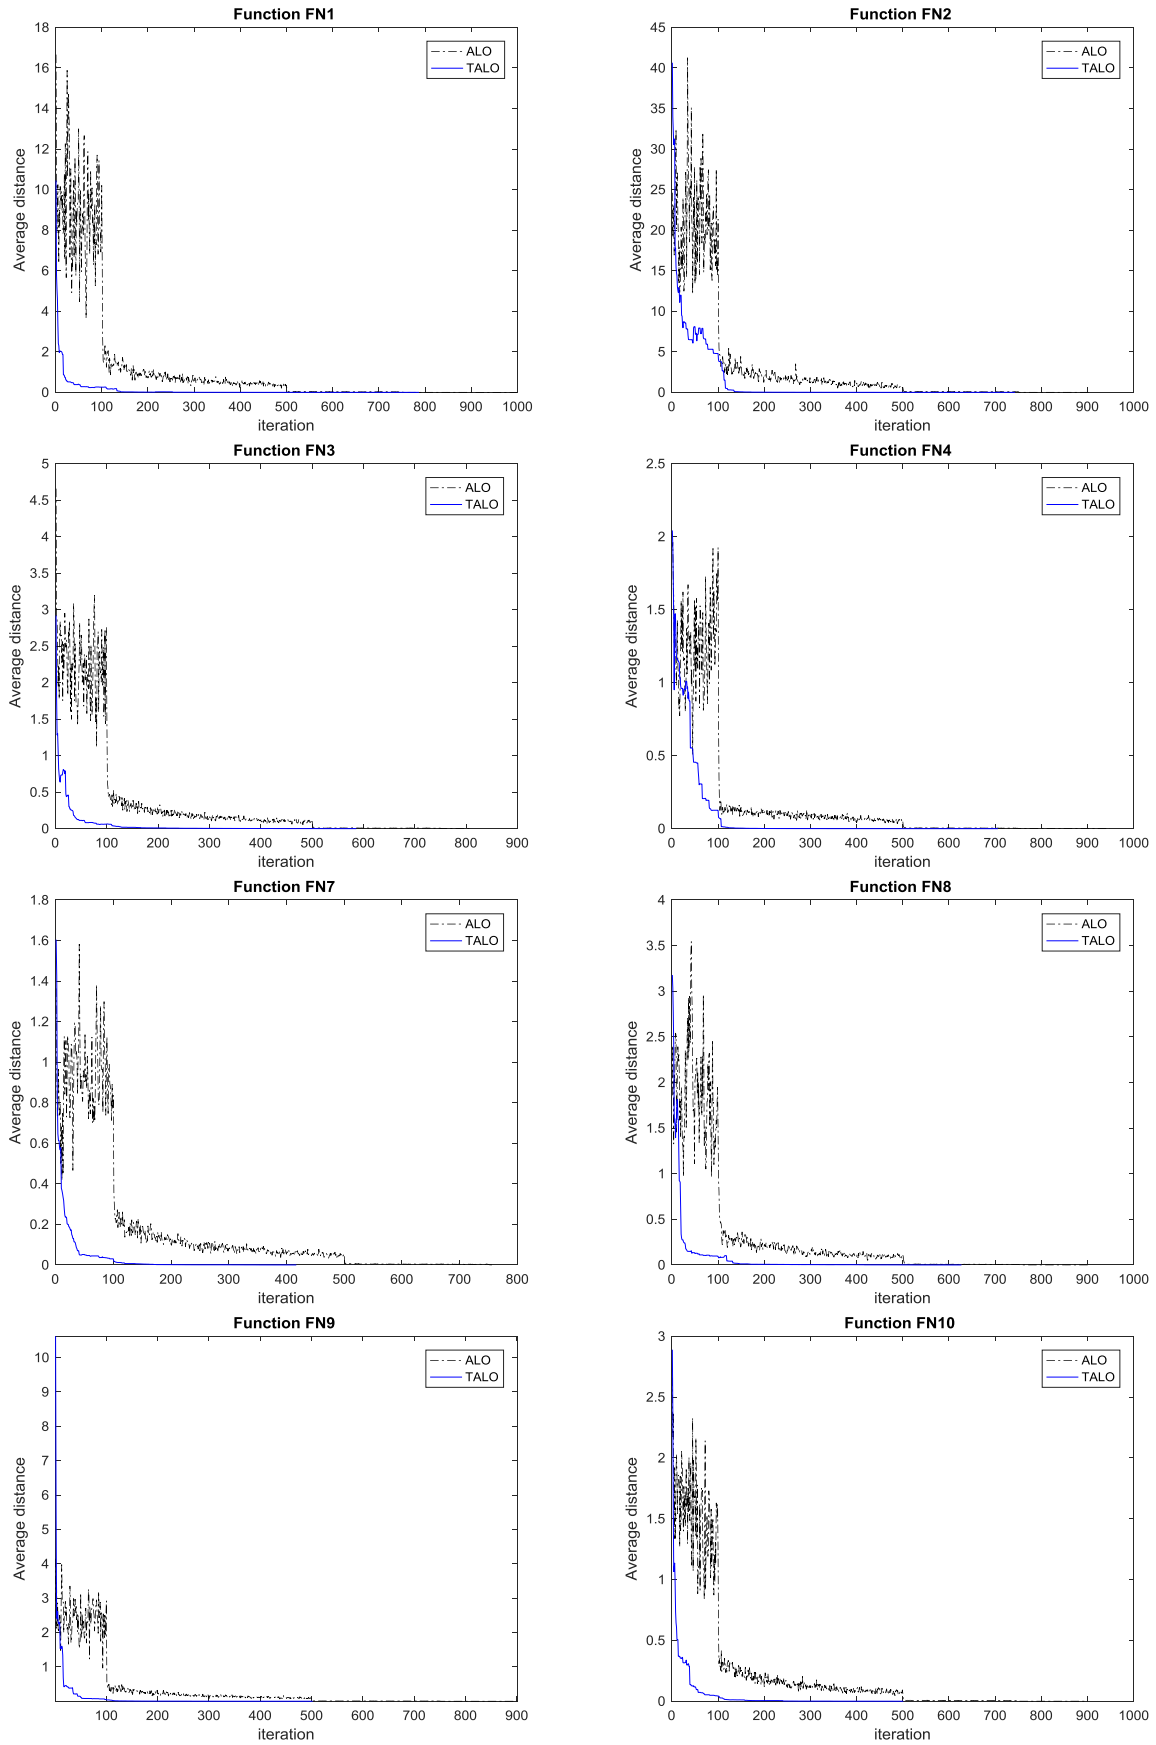 Function FN1
18
16
14
12
10
8
6
4
2
0
Average distance
ALO
TALO
0 100 200 300 400 500 600 700 800 900 1000
iteration
Function FN2
45
40
35
30
25
20
15
10
5
0
Average distance
ALO
TALO
0 100 200 300 400 500 600 700 800 900 1000
iteration
Function FN3
5
4.5
4
3.5
3
2.5
2
1.5
1
0.5
0
Average distance
ALO
TALO
0 100 200 300 400 500 600 700 800 900
iteration
Function FN4
2.5
2
1.5
1
0.5
0
Average distance
ALO
TALO
0 100 200 300 400 500 600 700 800 900 1000
iteration
Function FN7
1.8
1.6
1.4
1.2
1
0.8
0.6
0.4
0.2
0
Average distance
ALO
TALO
0 100 200 300 400 500 600 700 800
iteration
Function FN8
4
3.5
3
2.5
2
1.5
1
0.5
0
Average distance
ALO
TALO
0 100 200 300 400 500 600 700 800 900 1000
iteration
Function FN9
10
9
8
7
6
5
4
3
2
1
Average distance
ALO
TALO
100 200 300 400 500 600 700 800 900
iteration
Function FN10
3
2.5
2
1.5
1
0.5
0
Average distance
ALO
TALO
0 100 200 300 400 500 600 700 800 900 1000
iteration